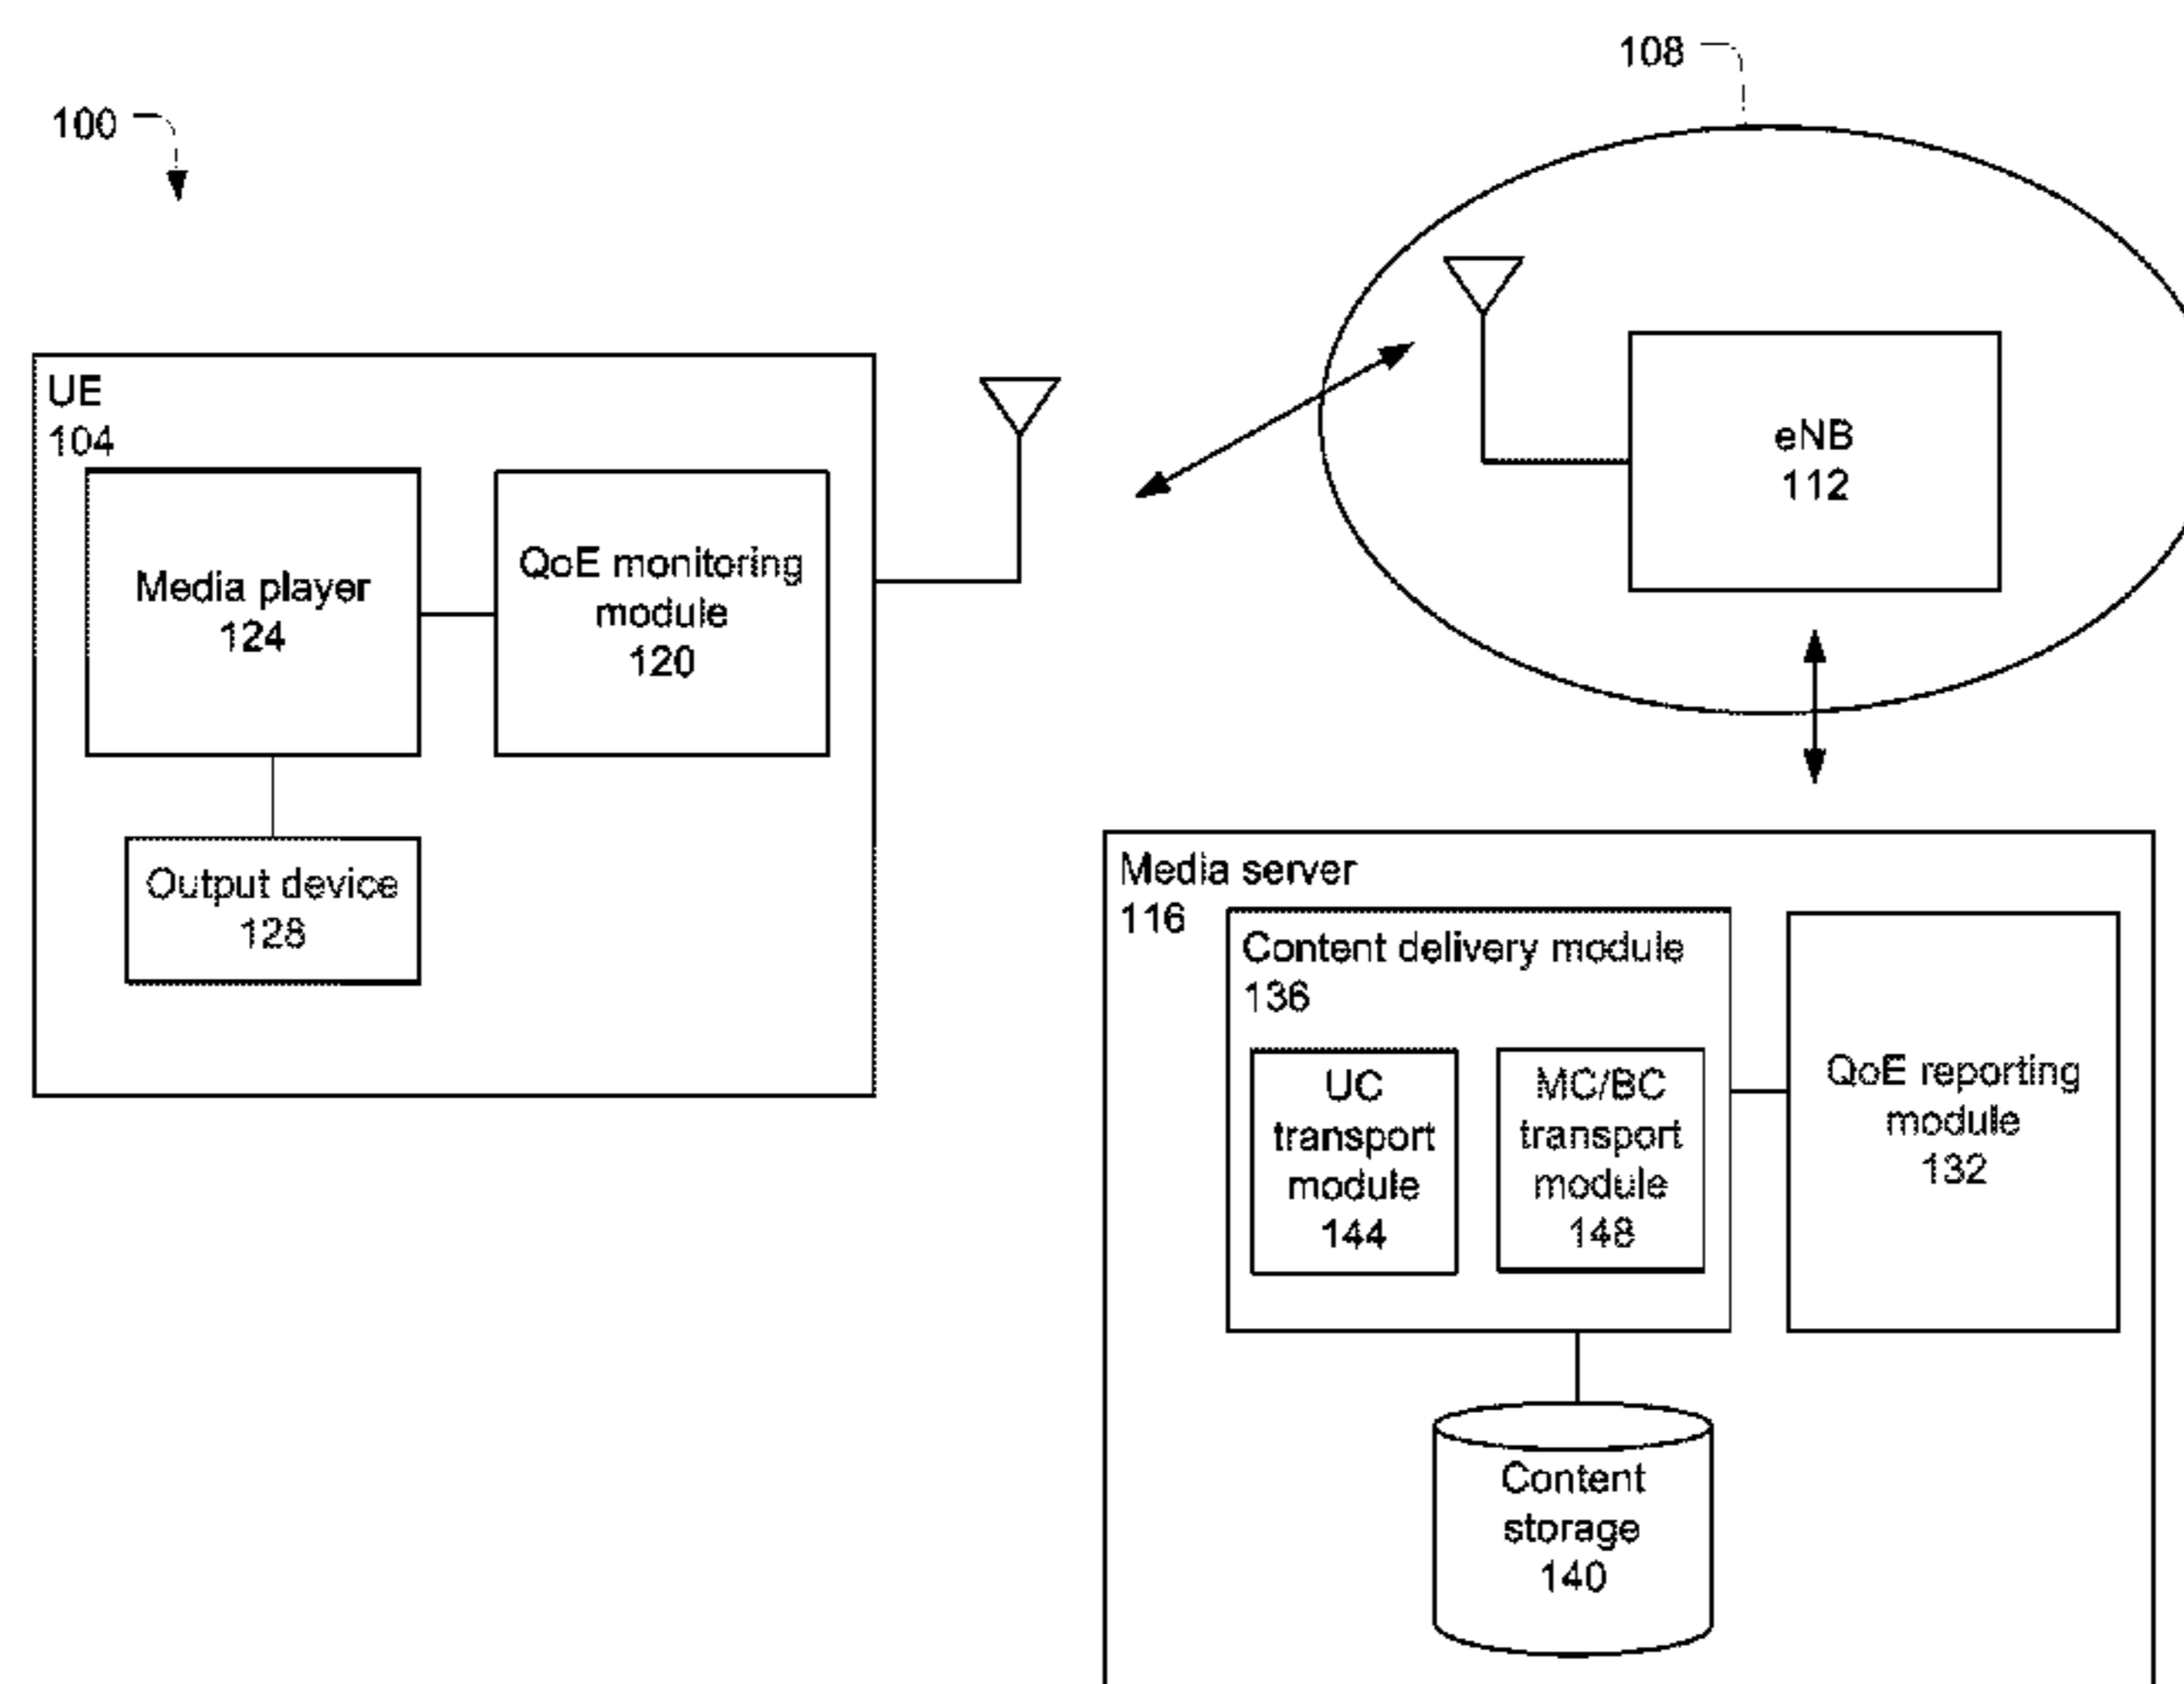 108
100
UE
104
Media player
124
QoE monitoring
module
120
Output device
128
eNB
112
Media server
116
Content delivery module
136
UC
transport
module
144
MC/BC
transport
module
148
QoE reporting
module
132
Content
storage
140